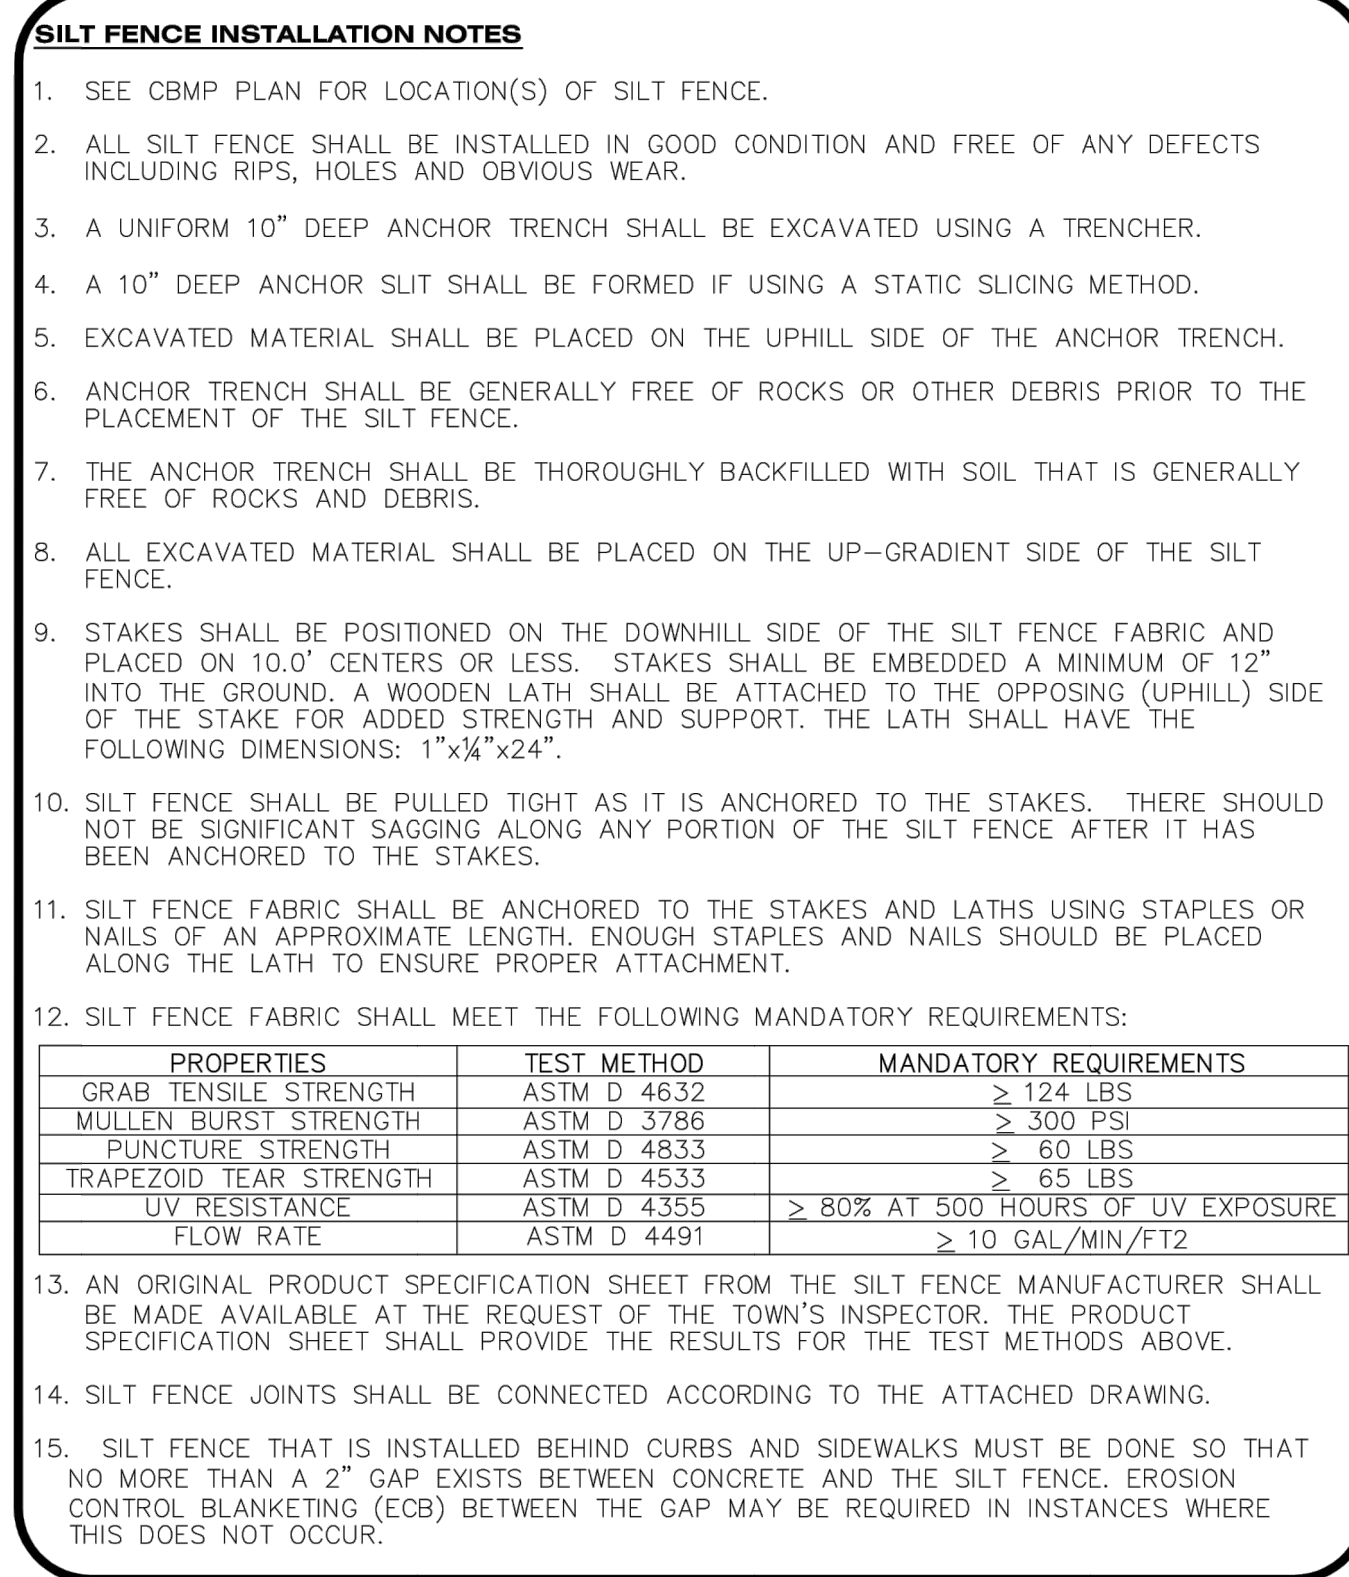 SILT FENCE INSTALLATION NOTES
1. SEE CBMP PLAN FOR LOCATION(S) OF SILT FENCE.
2. ALL SILT FENCE SHALL BE INSTALLED IN GOOD CONDITION AND FREE OF ANY DEFECTS
INCLUDING RIPS, HOLES AND OBVIOUS WEAR.
3. A UNIFORM 10" DEEP ANCHOR TRENCH SHALL BE EXCAVATED USING A TRENCHER.
4. A 10" DEEP ANCHOR SLIT SHALL BE FORMED IF USING A STATIC SLICING METHOD.
5. EXCAVATED MATERIAL SHALL BE PLACED ON THE UPHILL SIDE OF THE ANCHOR TRENCH.
6. ANCHOR TRENCH SHALL BE GENERALLY FREE OF ROCKS OR OTHER DEBRIS PRIOR TO THE
PLACEMENT OF THE SILT FENCE.
7. THE ANCHOR TRENCH SHALL BE THOROUGHLY BACKFILLED WITH SOIL THAT IS GENERALLY
FREE OF ROCKS AND DEBRIS.
8. ALL EXCAVATED MATERIAL SHALL BE PLACED ON THE UP-GRADIENT SIDE OF THE SILT
FENCE.
9. STAKES SHALL BE POSITIONED ON THE DOWNHILL SIDE OF THE SILT FENCE FABRIC AND
PLACED ON 10.0' CENTERS OR LESS. STAKES SHALL BE EMBEDDED A MINIMUM OF 12"
INTO THE GROUND. A WOODEN LATH SHALL BE ATTACHED TO THE OPPOSING (UPHILL) SIDE
OF THE STAKE FOR ADDED STRENGTH AND SUPPORT. THE LATH SHALL HAVE THE
FOLLOWING DIMENSIONS: 1"x¼"x24".
10. SILT FENCE SHALL BE PULLED TIGHT AS IT IS ANCHORED TO THE STAKES. THERE SHOULD
NOT BE SIGNIFICANT SAGGING ALONG ANY PORTION OF THE SILT FENCE AFTER IT HAS
BEEN ANCHORED TO THE STAKES.
11. SILT FENCE FABRIC SHALL BE ANCHORED TO THE STAKES AND LATHS USING STAPLES OR
NAILS OF AN APPROXIMATE LENGTH. ENOUGH STAPLES AND NAILS SHOULD BE PLACED
ALONG THE LATH TO ENSURE PROPER ATTACHMENT.
12. SILT FENCE FABRIC SHALL MEET THE FOLLOWING MANDATORY REQUIREMENTS:
PROPERTIES TEST METHOD MANDATORY REQUIREMENTS
GRAB TENSILE STRENGTH ASTM D 4632 ≥ 124 LBS
MULLEN BURST STRENGTH ASTM D 3786 ≥ 300 PSI
PUNCTURE STRENGTH ASTM D 4833 ≥ 60 LBS
TRAPEZOID TEAR STRENGTH ASTM D 4533 ≥ 65 LBS
UV RESISTANCE ASTM D 4355 ≥ 80% AT 500 HOURS OF UV EXPOSURE
FLOW RATE ASTM D 4491 ≥ 10 GAL/MIN/FT2
13. AN ORIGINAL PRODUCT SPECIFICATION SHEET FROM THE SILT FENCE MANUFACTURER SHALL
BE MADE AVAILABLE AT THE REQUEST OF THE TOWN'S INSPECTOR. THE PRODUCT
SPECIFICATION SHEET SHALL PROVIDE THE RESULTS FOR THE TEST METHODS ABOVE.
14. SILT FENCE JOINTS SHALL BE CONNECTED ACCORDING TO THE ATTACHED DRAWING.
15. SILT FENCE THAT IS INSTALLED BEHIND CURBS AND SIDEWALKS MUST BE DONE SO THAT
NO MORE THAN A 2" GAP EXISTS BETWEEN CONCRETE AND THE SILT FENCE. EROSION
CONTROL BLANKETING (ECB) BETWEEN THE GAP MAY BE REQUIRED IN INSTANCES WHERE
THIS DOES NOT OCCUR.